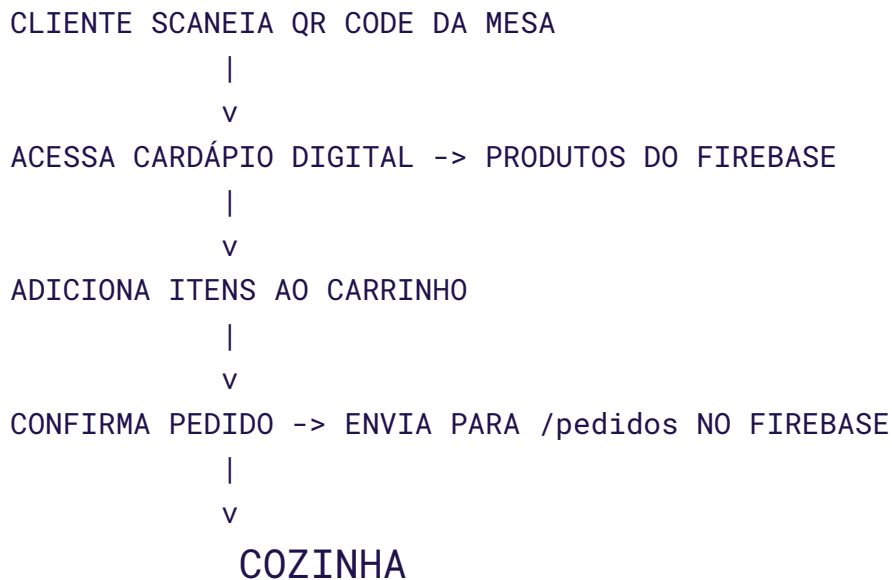 CLIENTE SCANEIA QR CODE DA MESA
|
v
ACESSA CARDÁPIO DIGITAL -> PRODUTOS DO FIREBASE
|
v
ADICIONA ITENS AO CARRINHO
|
v
CONFIRMA PEDIDO -> ENVIA PARA /pedidos NO FIREBASE
|
v
COZINHA